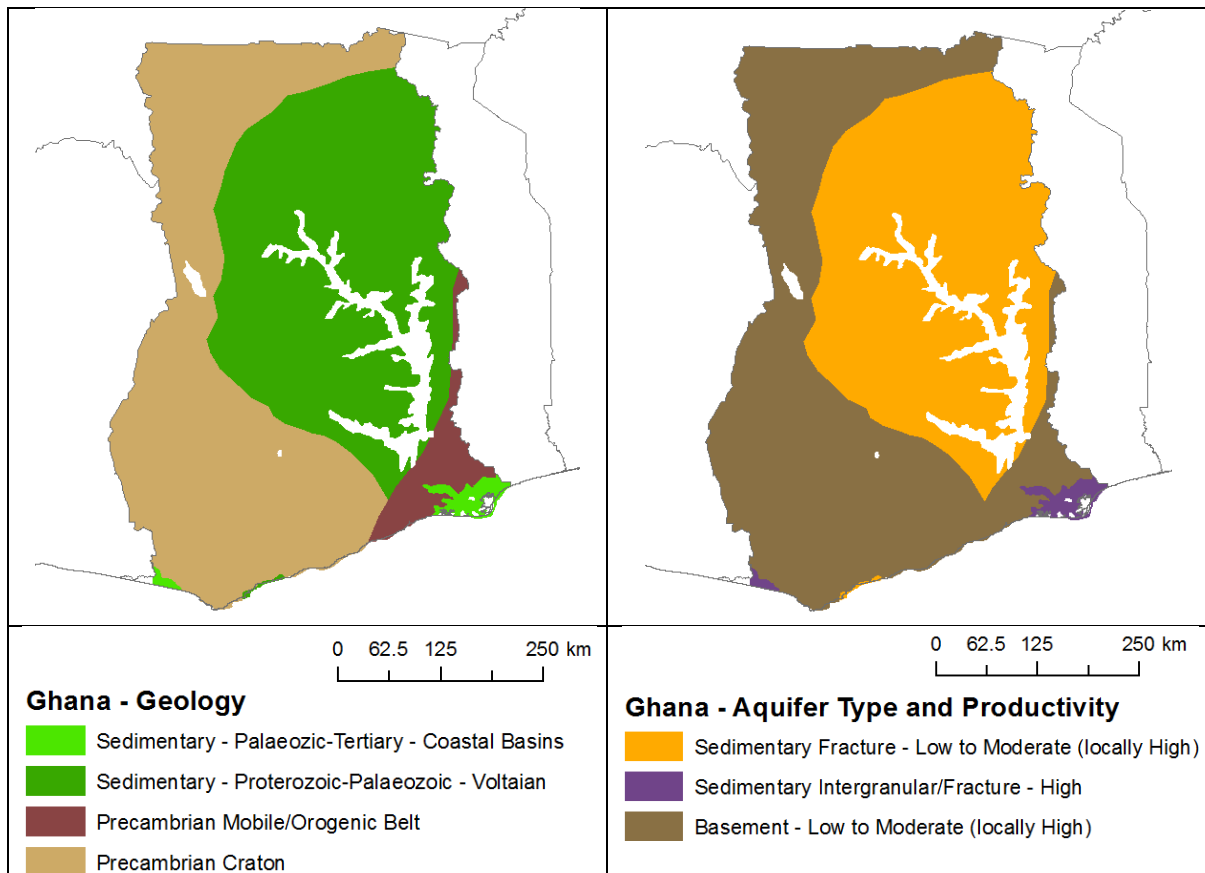 0 62.5 125 250 km
Ghana - Geology
Sedimentary - Palaeozic-Tertiary - Coastal Basins
Sedimentary - Proterozoic-Palaeozoic - Voltaian
Precambrian Mobile/Orogenic Belt
Precambrian Craton
0 62.5 125 250 km
Ghana - Aquifer Type and Productivity
Sedimentary Fracture - Low to Moderate (locally High)
Sedimentary Intergranular/Fracture - High
Basement - Low to Moderate (locally High)